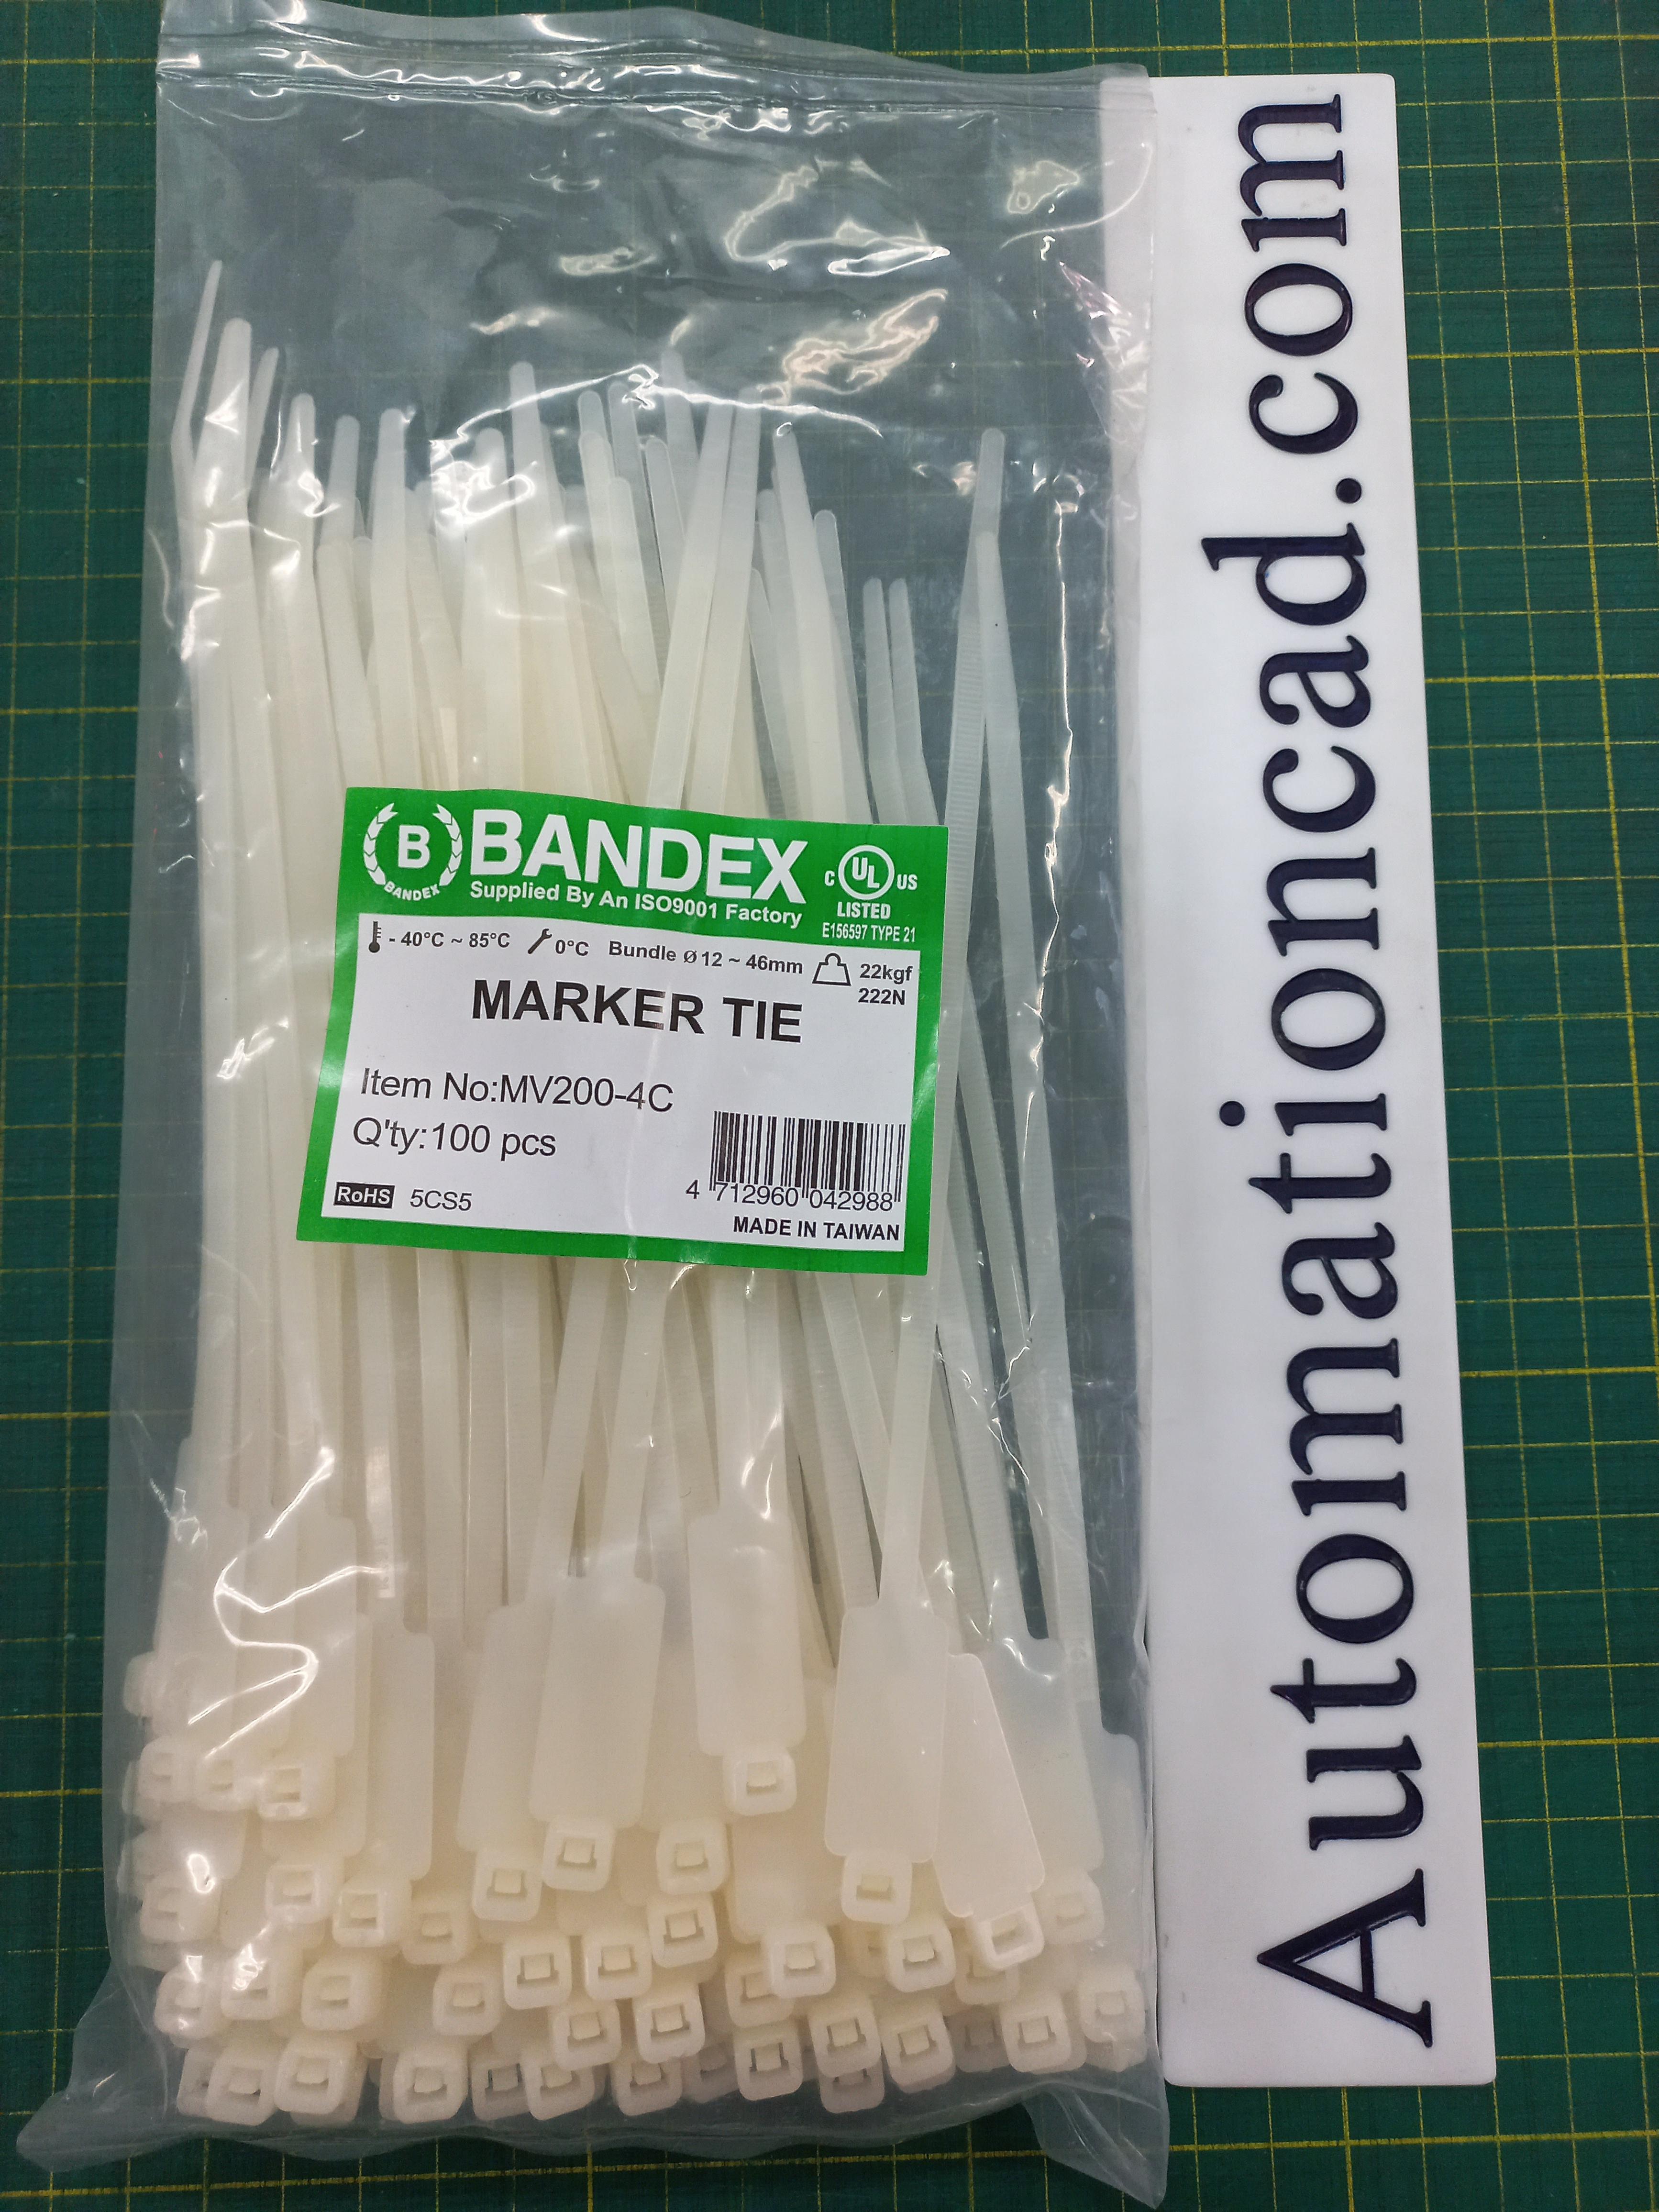 B
BANDEX
BANDEX
Supplied By An ISO9001 Factory
C UL US
LISTED
E156597 TYPE 21
- 40°C ~ 85°C 0°C Bundle Ø 12 ~ 46mm 22kgf
222N
MARKER TIE
Item No:MV200-4C
Q'ty:100 pcs
4 712960 042988
RoHS 5CS5
MADE IN TAIWAN
Automationcad.com